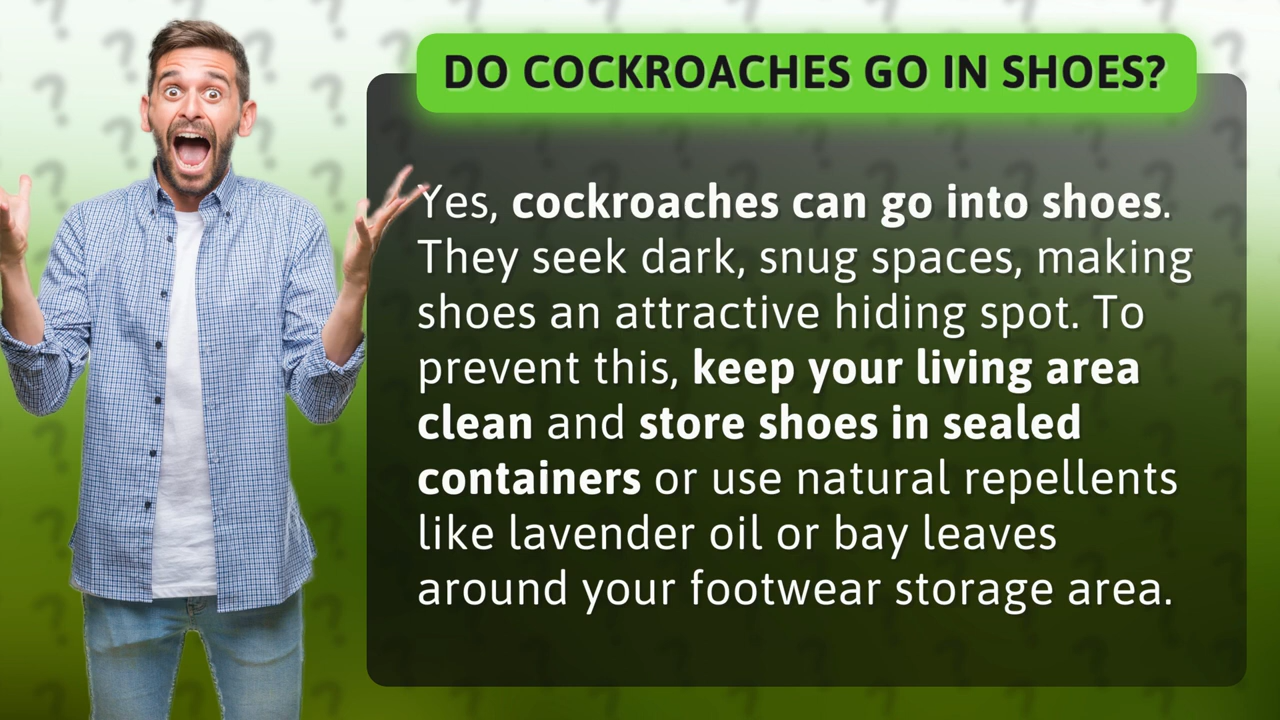 DO COCKROACHES GO IN SHOES?
Yes, cockroaches can go into shoes.
They seek dark, snug spaces, making
shoes an attractive hiding spot. To
prevent this, keep your living area
clean and store shoes in sealed
containers or use natural repellents
like lavender oil or bay leaves
around your footwear storage area.